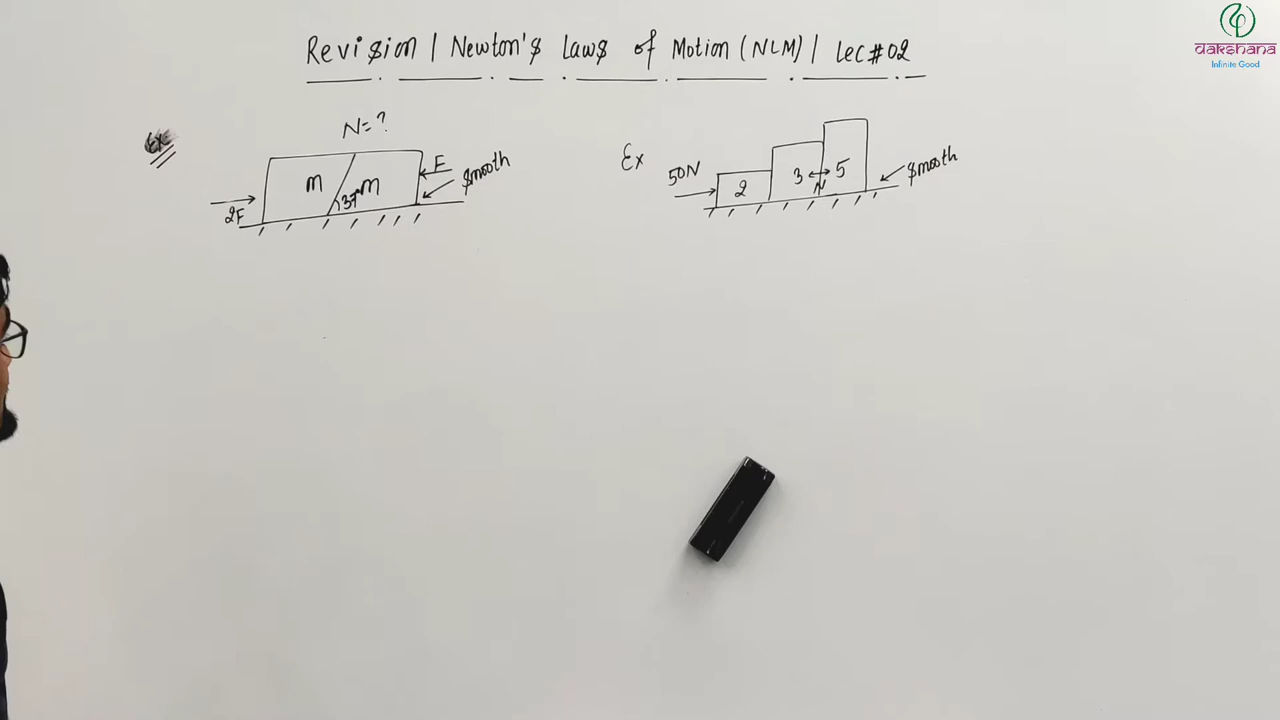 Revision | Newton's Laws of Motion (NLM) | Lec#02
dakshana
Infinite Good
Ex:
N=?
m
m
37°
F
2F
smooth
Ex
50N
2
3
N
5
smooth